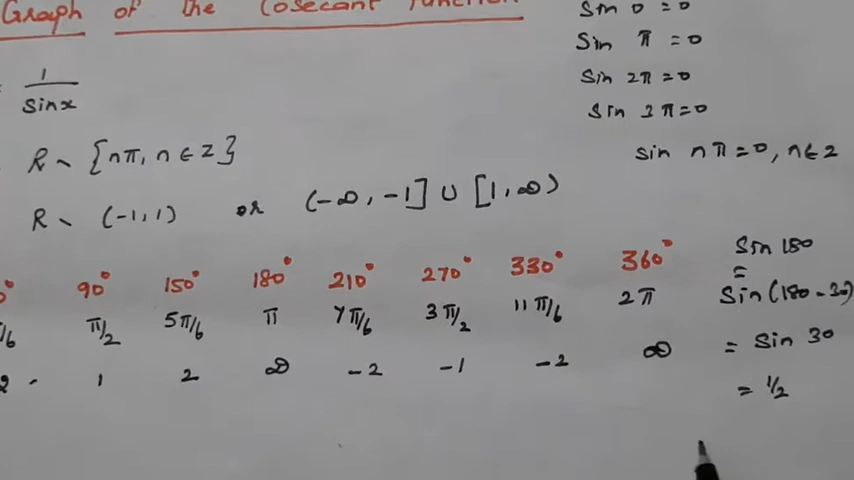 Graph of the Cosecant Function
Sin 0 = 0
Sin π = 0
Sin 2π = 0
Sin 3π = 0
sin nπ = 0, n ∈ Z
1/sinx
R ∖ {nπ, n ∈ Z}
R ∖ (-1, 1) or (-∞, -1] ∪ [1, ∞)
90° 150° 180° 210° 270° 330° 360°
π/2 5π/6 π 7π/6 3π/2 11π/6 2π
2 1 2 ∞ -2 -1 -2 ∞
Sin 150
=
Sin(180-30)
= Sin 30
= 1/2